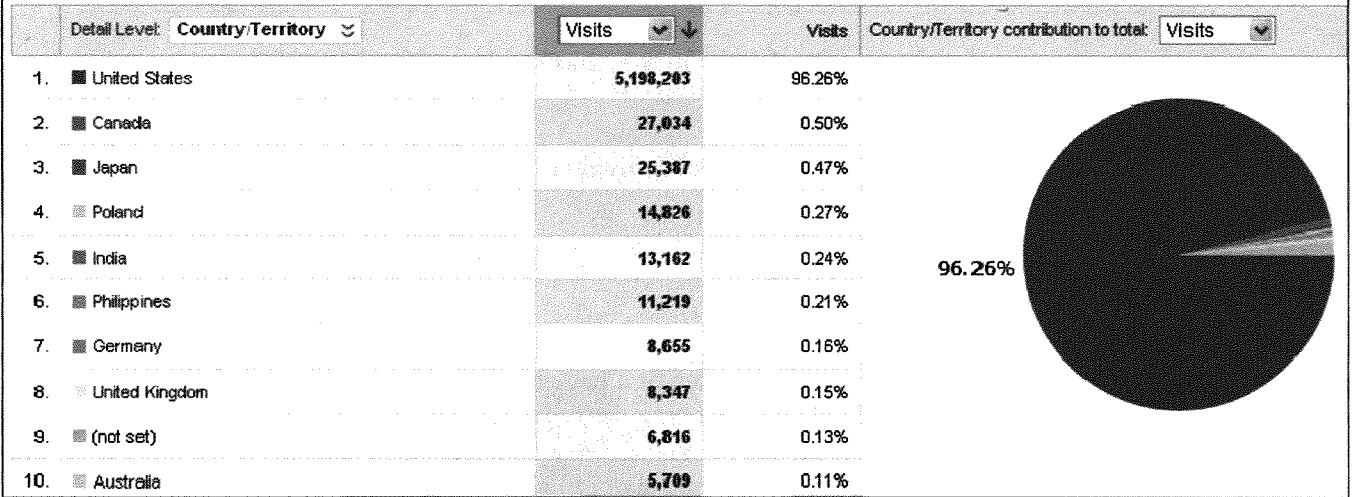 Detail Level: Country/Territory Visits Visits Country/Territory contribution to total: Visits
1. United States 5,198,203 96.26%
2. Canada 27,034 0.50%
3. Japan 25,387 0.47%
4. Poland 14,826 0.27%
5. India 13,162 0.24%
96.26%
6. Philippines 11,219 0.21%
7. Germany 8,655 0.16%
8. United Kingdom 8,347 0.15%
9. (not set) 6,816 0.13%
10. Australia 5,709 0.11%